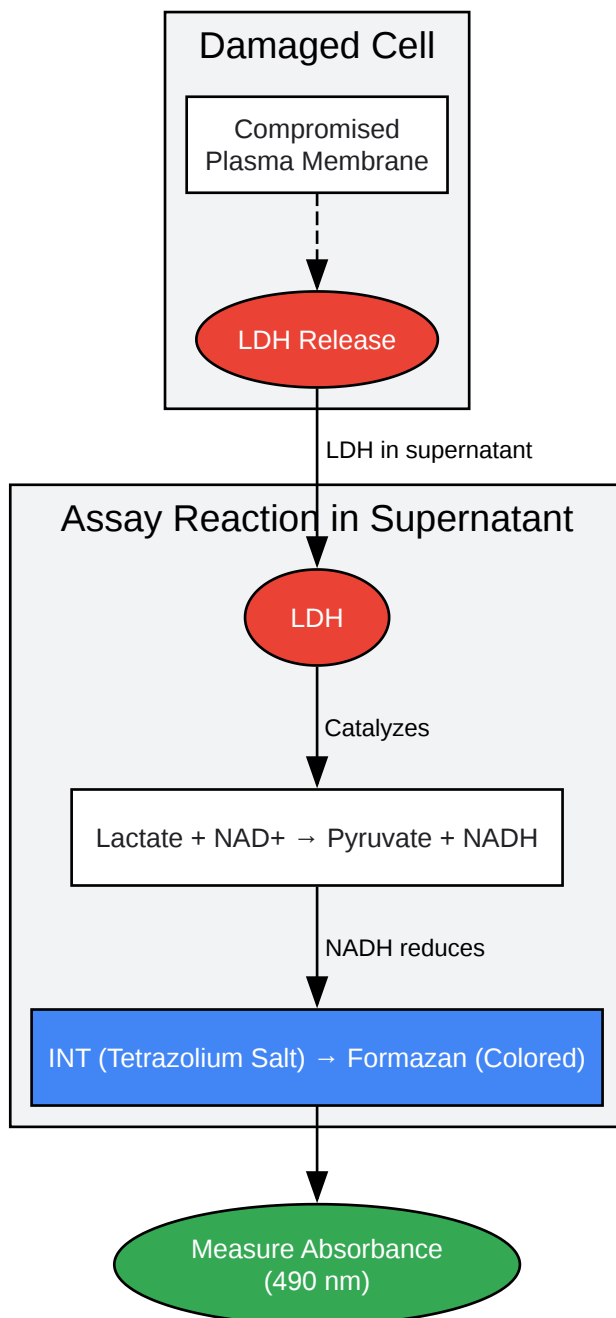 Damaged Cell
Compromised
Plasma Membrane
LDH Release
LDH in supernatant
Assay Reaction in Supernatant
LDH
Catalyzes
Lactate + NAD+ → Pyruvate + NADH
NADH reduces
INT (Tetrazolium Salt) → Formazan (Colored)
Measure Absorbance
(490 nm)